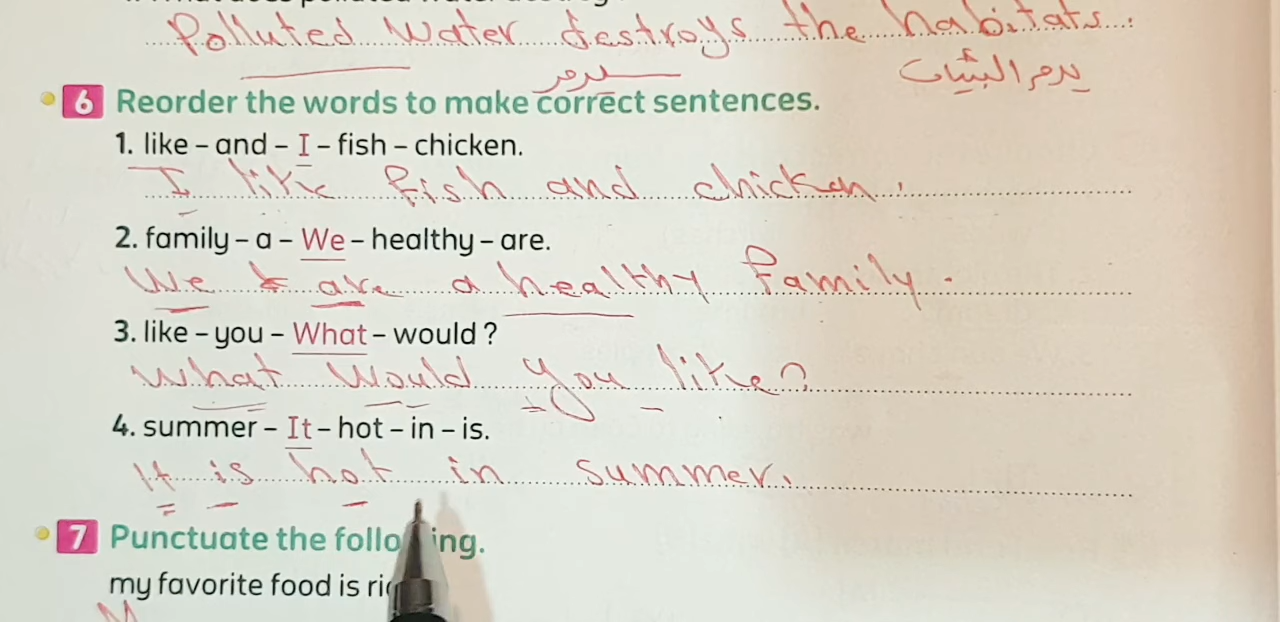 Polluted water destroys the habitats.
يدمر
يدمر البيئات
6 Reorder the words to make correct sentences.
1. like – and – I – fish – chicken.
I like fish and chicken.
2. family – a – We – healthy – are.
We are a healthy family.
3. like – you – What – would ?
What would you like?
4. summer – It – hot – in – is.
It is hot in summer.
7 Punctuate the following.
my favorite food is
M